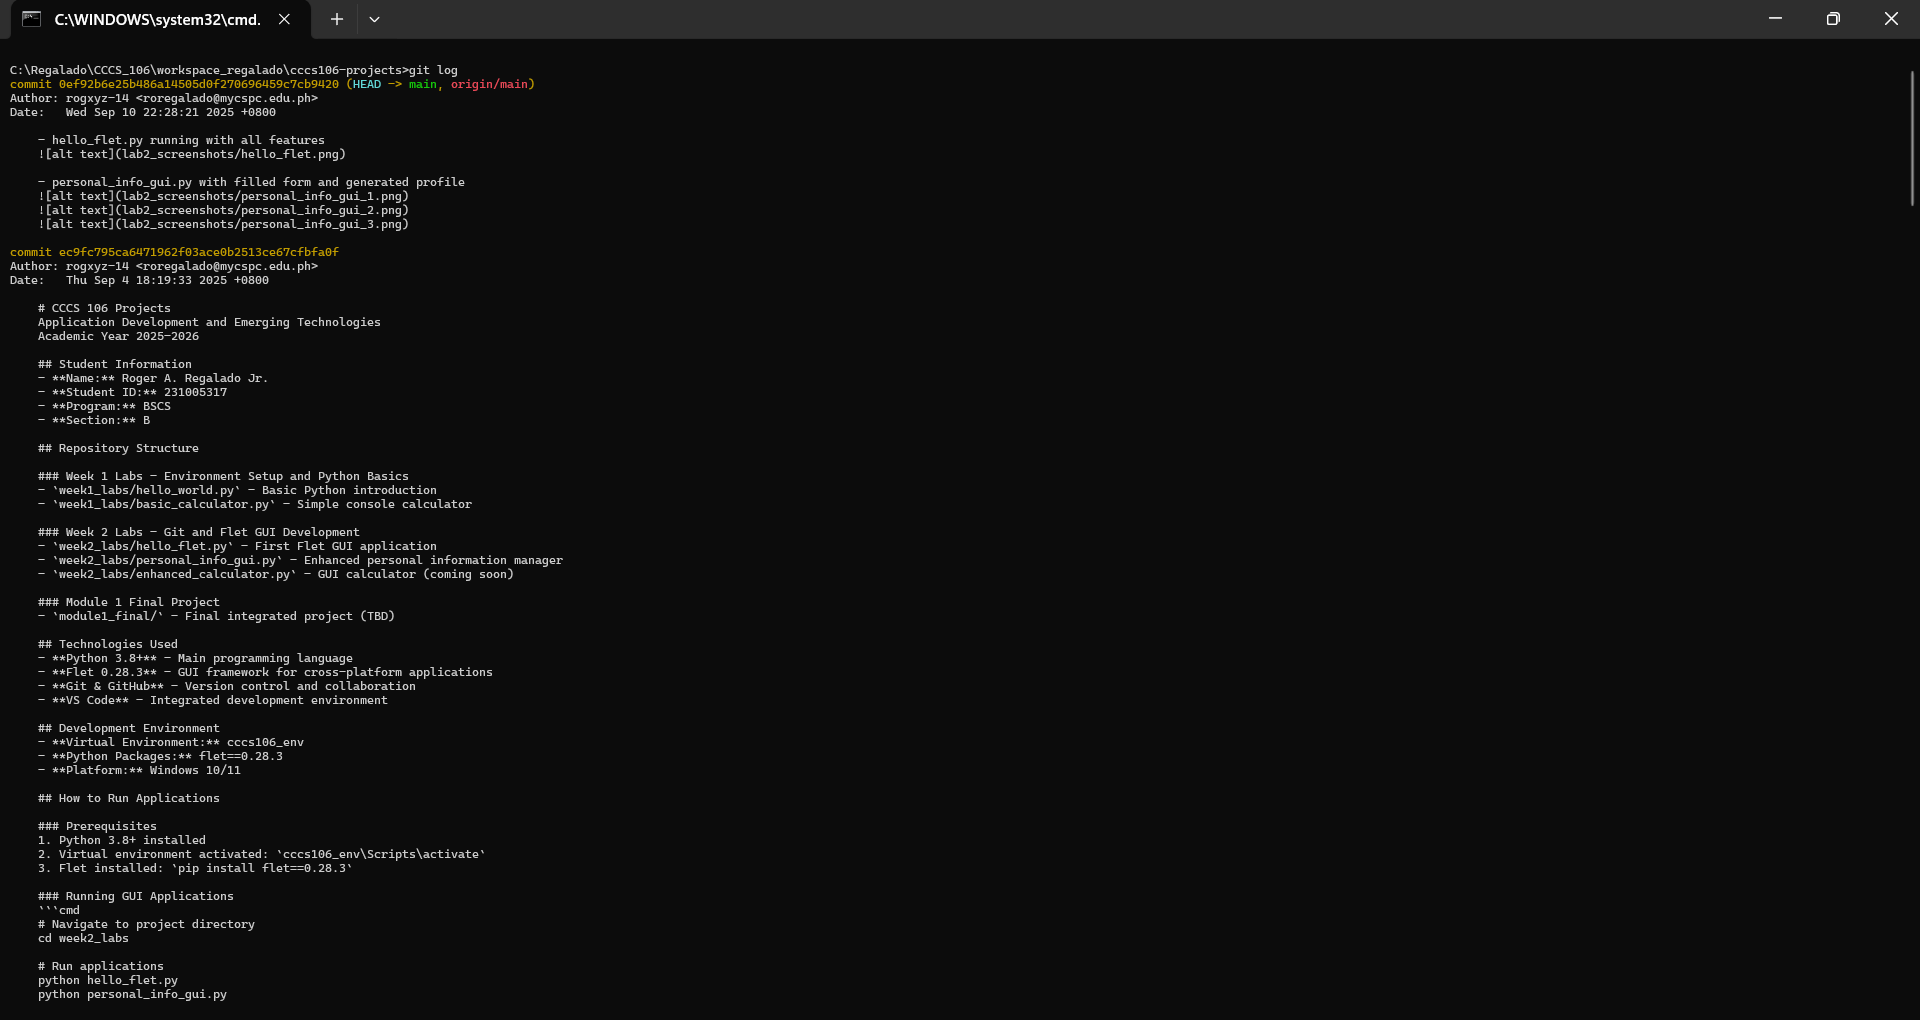 C:\WINDOWS\system32\cmd.
C:\Regalado\CCCS_106\workspace_regalado\cccs106-projects>git log
commit 0ef92b6e25b486a14505d0f270696459c7cb9420 (HEAD -> main, origin/main)
Author: rogxyz-14 <roregalado@mycspc.edu.ph>
Date:   Wed Sep 10 22:28:21 2025 +0800
- hello_flet.py running with all features
![alt text](lab2_screenshots/hello_flet.png)
- personal_info_gui.py with filled form and generated profile
![alt text](lab2_screenshots/personal_info_gui_1.png)
![alt text](lab2_screenshots/personal_info_gui_2.png)
![alt text](lab2_screenshots/personal_info_gui_3.png)
commit ec9fc795ca6471962f03ace0b2513ce67cfbfa0f
Author: rogxyz-14 <roregalado@mycspc.edu.ph>
Date:   Thu Sep 4 18:19:33 2025 +0800
# CCCS 106 Projects
Application Development and Emerging Technologies
Academic Year 2025-2026
## Student Information
- **Name:** Roger A. Regalado Jr.
- **Student ID:** 231005317
- **Program:** BSCS
- **Section:** B
## Repository Structure
### Week 1 Labs - Environment Setup and Python Basics
- `week1_labs/hello_world.py` - Basic Python introduction
- `week1_labs/basic_calculator.py` - Simple console calculator
### Week 2 Labs - Git and Flet GUI Development
- `week2_labs/hello_flet.py` - First Flet GUI application
- `week2_labs/personal_info_gui.py` - Enhanced personal information manager
- `week2_labs/enhanced_calculator.py` - GUI calculator (coming soon)
### Module 1 Final Project
- `module1_final/` - Final integrated project (TBD)
## Technologies Used
- **Python 3.8+** - Main programming language
- **Flet 0.28.3** - GUI framework for cross-platform applications
- **Git & GitHub** - Version control and collaboration
- **VS Code** - Integrated development environment
## Development Environment
- **Virtual Environment:** cccs106_env
- **Python Packages:** flet==0.28.3
- **Platform:** Windows 10/11
## How to Run Applications
### Prerequisites
1. Python 3.8+ installed
2. Virtual environment activated: `cccs106_env\Scripts\activate`
3. Flet installed: `pip install flet==0.28.3`
### Running GUI Applications
```cmd
# Navigate to project directory
cd week2_labs
# Run applications
python hello_flet.py
python personal_info_gui.py